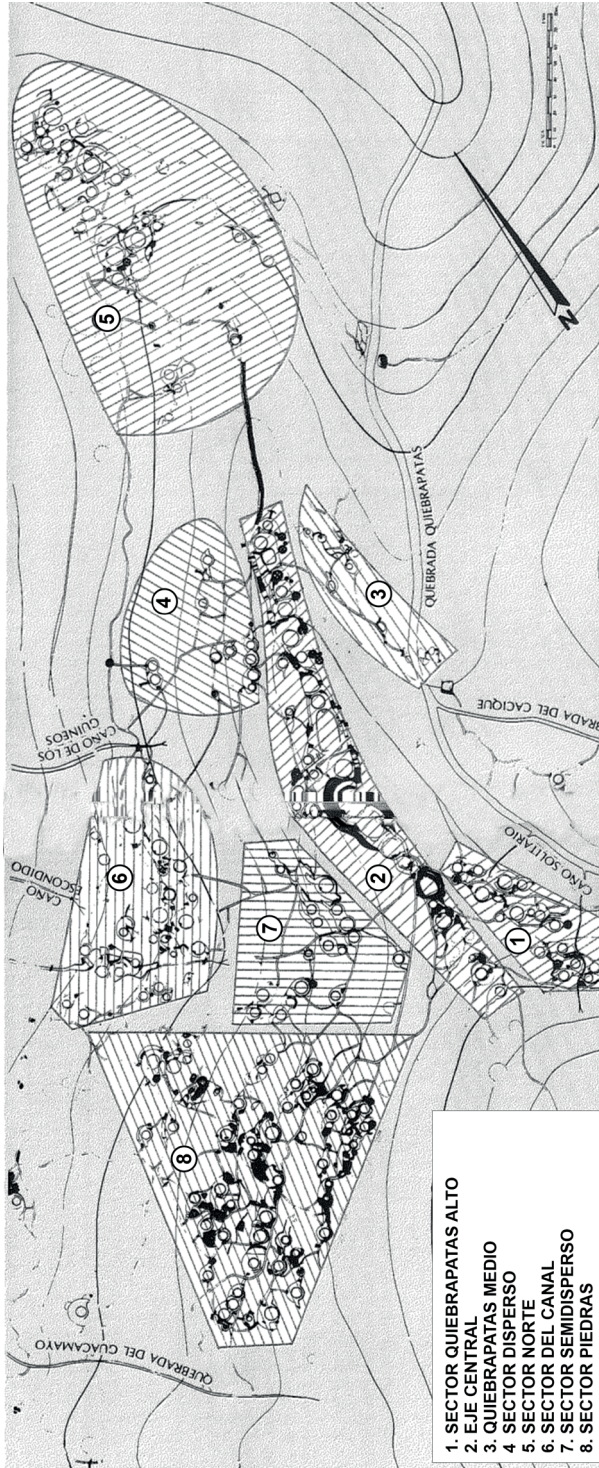 5
4
3
6
7
2
1
8
N
QUEBRADA QUIEBRAPATAS
BRADA DEL CACIQUE
CAÑO SOLITARIO
CAÑO DE LOS
GUINEOS
CAÑO
ESCONDIDO
QUEBRADA DEL GUACAMAYO
1. SECTOR QUIEBRAPATAS ALTO
2. EJE CENTRAL
3. QUIEBRAPATAS MEDIO
4 SECTOR DISPERSO
5. SECTOR NORTE
6. SECTOR DEL CANAL
7. SECTOR SEMIDISPERSO
8. SECTOR PIEDRAS